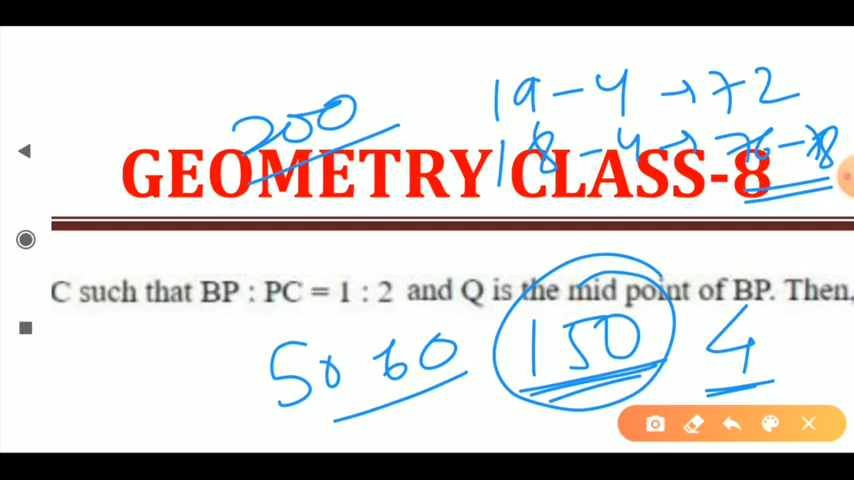 19 - 4 → 72
200
18 - 4 → 76 - 78
GEOMETRY CLASS-8
C such that BP : PC = 1 : 2 and Q is the mid point of BP. Then,
50 60 150 4